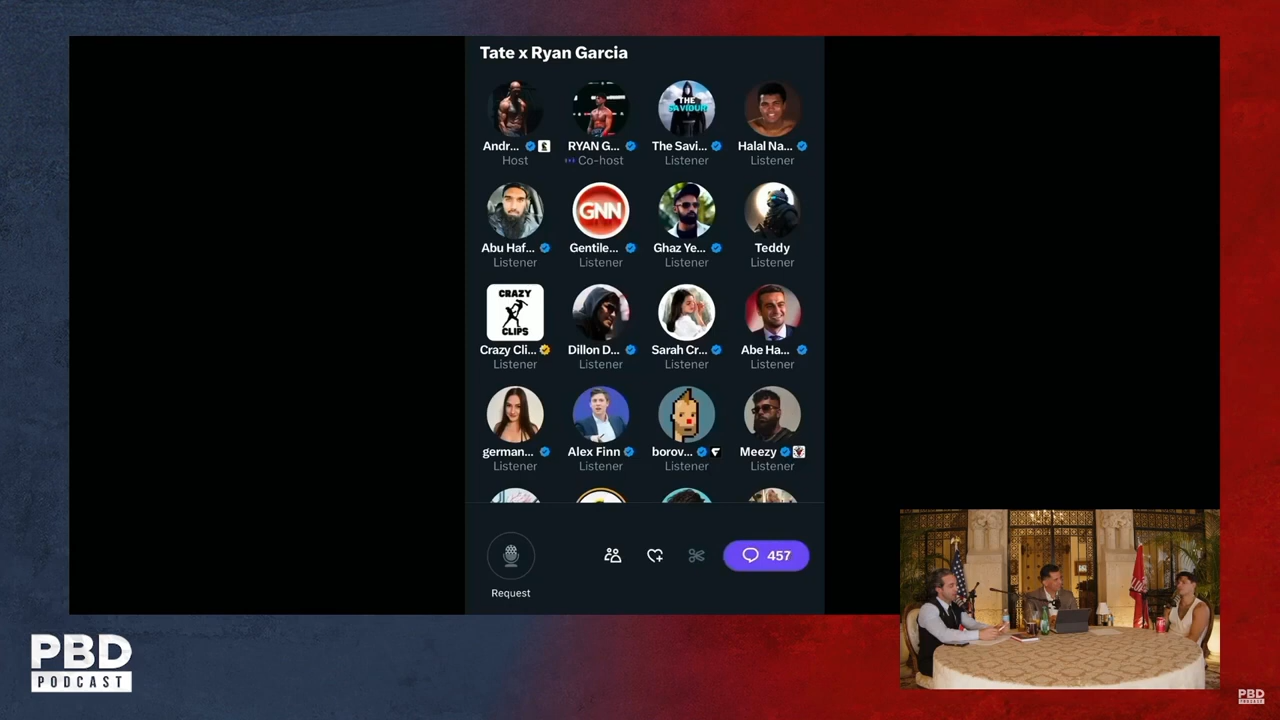 Tate x Ryan Garcia
THE
SAVIOUR
Andr... RYAN G... The Savi... Halal Na...
Host Co-host Listener Listener
GNN
Abu Haf... Gentile... Ghaz Ye... Teddy
Listener Listener Listener Listener
CRAZY
CLIPS
Crazy Cli... Dillon D... Sarah Cr... Abe Ha...
Listener Listener Listener Listener
german... Alex Finn borov... Meezy
Listener Listener Listener Listener
457
Request
PBD
PODCAST
PBD
PODCAST